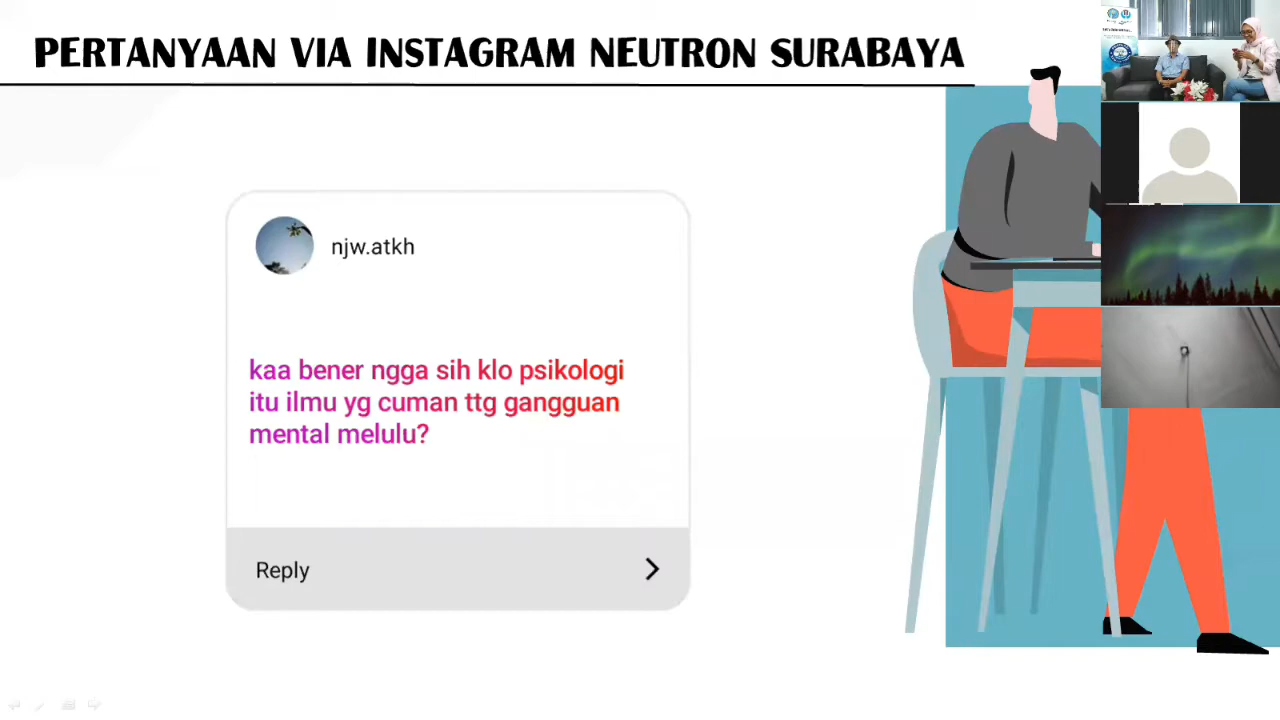 PERTANYAAN VIA INSTAGRAM NEUTRON SURABAYA
njw.atkh
kaa bener ngga sih klo psikologi
itu ilmu yg cuman ttg gangguan
mental melulu?
Reply